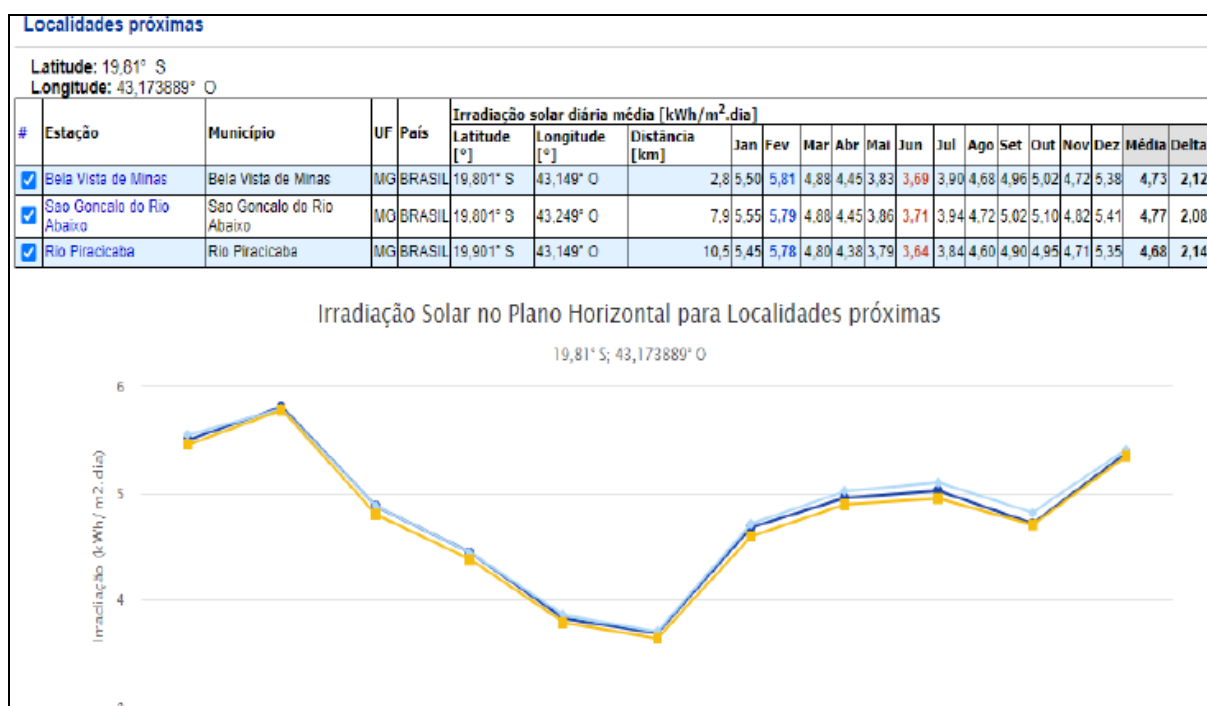 Localidades próximas
Latitude: 19,81° S
Longitude: 43,173889° O
Irradiação solar diária média [kWh/m².dia]
# Estação Município UF País Latitude [°] Longitude [°] Distância [km] Jan Fev Mar Abr Mai Jun Jul Ago Set Out Nov Dez Média Delta
Bela Vista de Minas Bela Vista de Minas MG BRASIL 19,801° S 43,149° O 2,8 5,50 5,81 4,88 4,45 3,83 3,69 3,90 4,68 4,96 5,02 4,72 5,38 4,73 2,12
Sao Goncalo do Rio Abaixo Sao Goncalo do Rio Abaixo MG BRASIL 19,801° S 43,249° O 7,9 5,55 5,79 4,88 4,45 3,86 3,71 3,94 4,72 5,02 5,10 4,82 5,41 4,77 2,08
Rio Piracicaba Rio Piracicaba MG BRASIL 19,901° S 43,149° O 10,5 5,45 5,78 4,80 4,38 3,79 3,64 3,84 4,60 4,90 4,95 4,71 5,35 4,68 2,14
Irradiação Solar no Plano Horizontal para Localidades próximas
19,81° S; 43,173889° O
6
5
4
Irradiação (kWh/m2.dia)